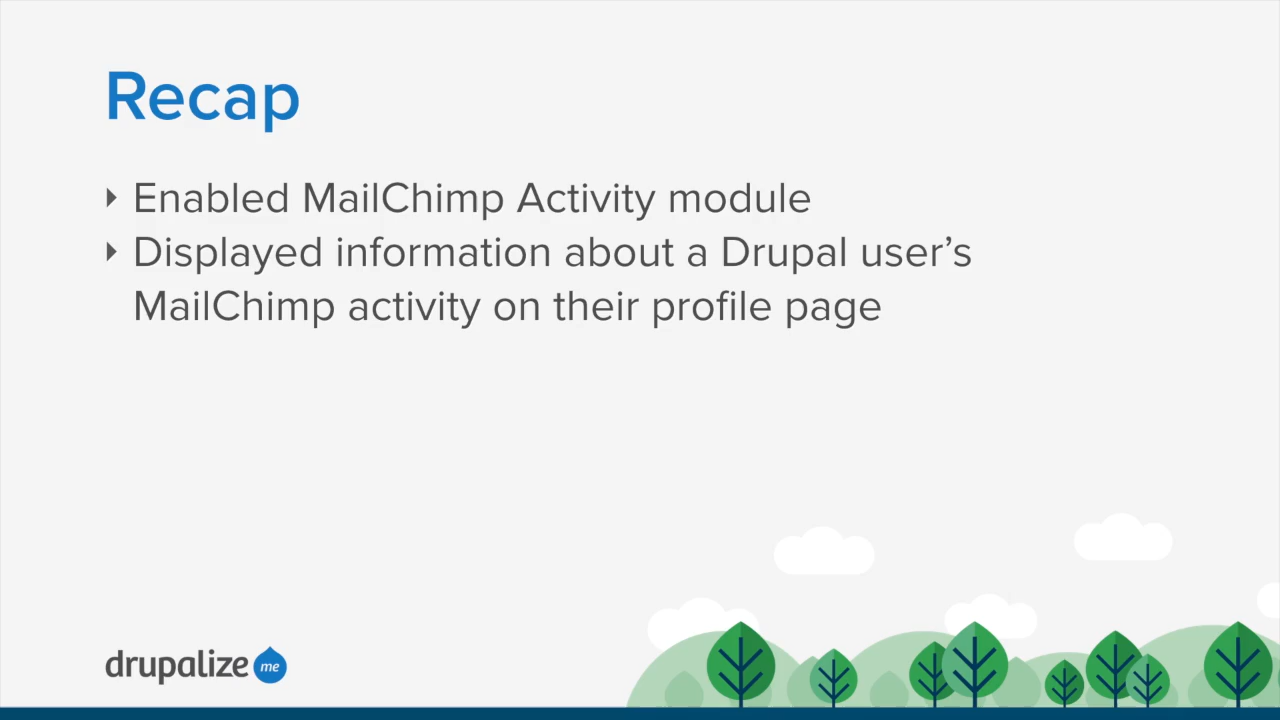 Recap
‣ Enabled MailChimp Activity module
‣ Displayed information about a Drupal user’s
MailChimp activity on their profile page
drupalize me